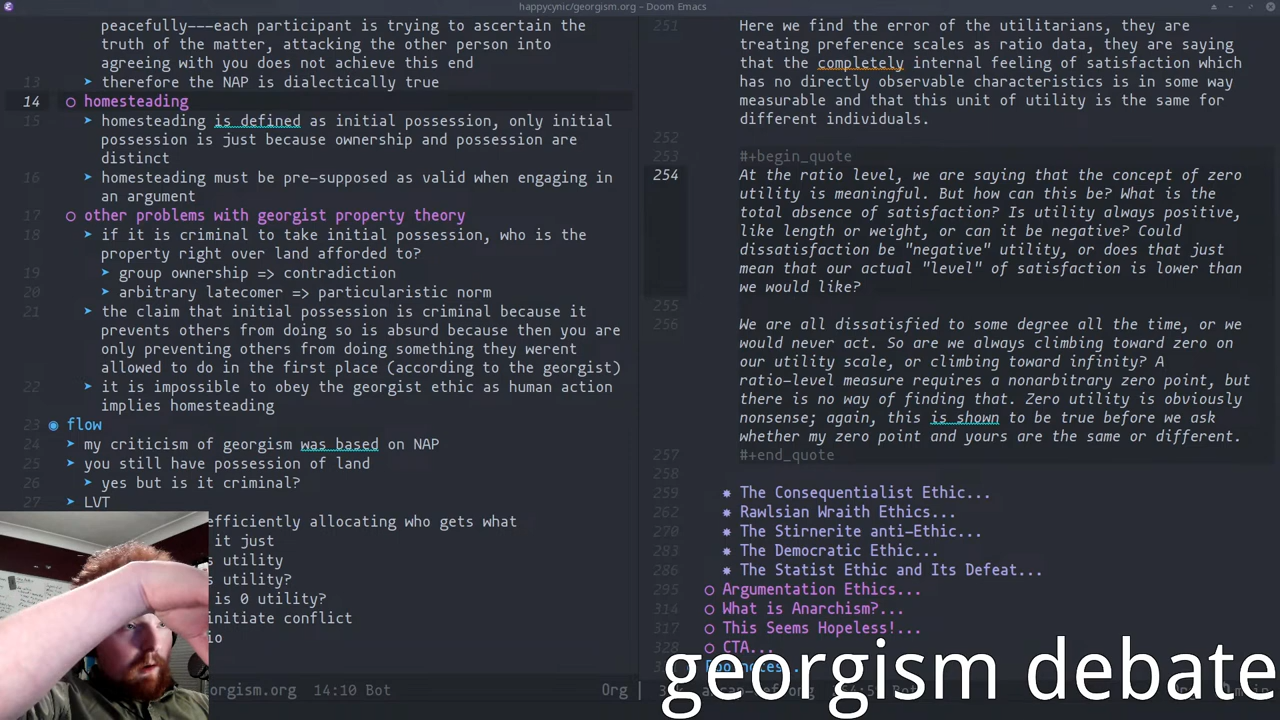 happycynic/georgism.org - Doom Emacs
peacefully---each participant is trying to ascertain the
truth of the matter, attacking the other person into
agreeing with you does not achieve this end
13 ➤ therefore the NAP is dialectically true
14 ○ homesteading
15 ➤ homesteading is defined as initial possession, only initial
possession is just because ownership and possession are
distinct
16 ➤ homesteading must be pre-supposed as valid when engaging in
an argument
17 ○ other problems with georgist property theory
18 ➤ if it is criminal to take initial possession, who is the
property right over land afforded to?
19 ➤ group ownership => contradiction
20 ➤ arbitrary latecomer => particularistic norm
21 ➤ the claim that initial possession is criminal because it
prevents others from doing so is absurd because then you are
only preventing others from doing something they werent
allowed to do in the first place (according to the georgist)
22 ➤ it is impossible to obey the georgist ethic as human action
implies homesteading
23 ◉ flow
24 ➤ my criticism of georgism was based on NAP
25 ➤ you still have possession of land
26 ➤ yes but is it criminal?
27 ➤ LVT
efficiently allocating who gets what
it just
utility
utility?
is 0 utility?
initiate conflict
orgism.org 14:10 Bot Org
251 Here we find the error of the utilitarians, they are
treating preference scales as ratio data, they are saying
that the completely internal feeling of satisfaction which
has no directly observable characteristics is in some way
measurable and that this unit of utility is the same for
different individuals.
252
253 #+begin_quote
254 At the ratio level, we are saying that the concept of zero
utility is meaningful. But how can this be? What is the
total absence of satisfaction? Is utility always positive,
like length or weight, or can it be negative? Could
dissatisfaction be "negative" utility, or does that just
mean that our actual "level" of satisfaction is lower than
we would like?
255
256 We are all dissatisfied to some degree all the time, or we
would never act. So are we always climbing toward zero on
our utility scale, or climbing toward infinity? A
ratio-level measure requires a nonarbitrary zero point, but
there is no way of finding that. Zero utility is obviously
nonsense; again, this is shown to be true before we ask
whether my zero point and yours are the same or different.
257 #+end_quote
258
259 ✸ The Consequentialist Ethic...
262 ✸ Rawlsian Wraith Ethics...
270 ✸ The Stirnerite anti-Ethic...
283 ✸ The Democratic Ethic...
286 ✸ The Statist Ethic and Its Defeat...
295 ○ Argumentation Ethics...
314 ○ What is Anarchism?...
317 ○ This Seems Hopeless!...
328 ○ CTA...
georgism debate